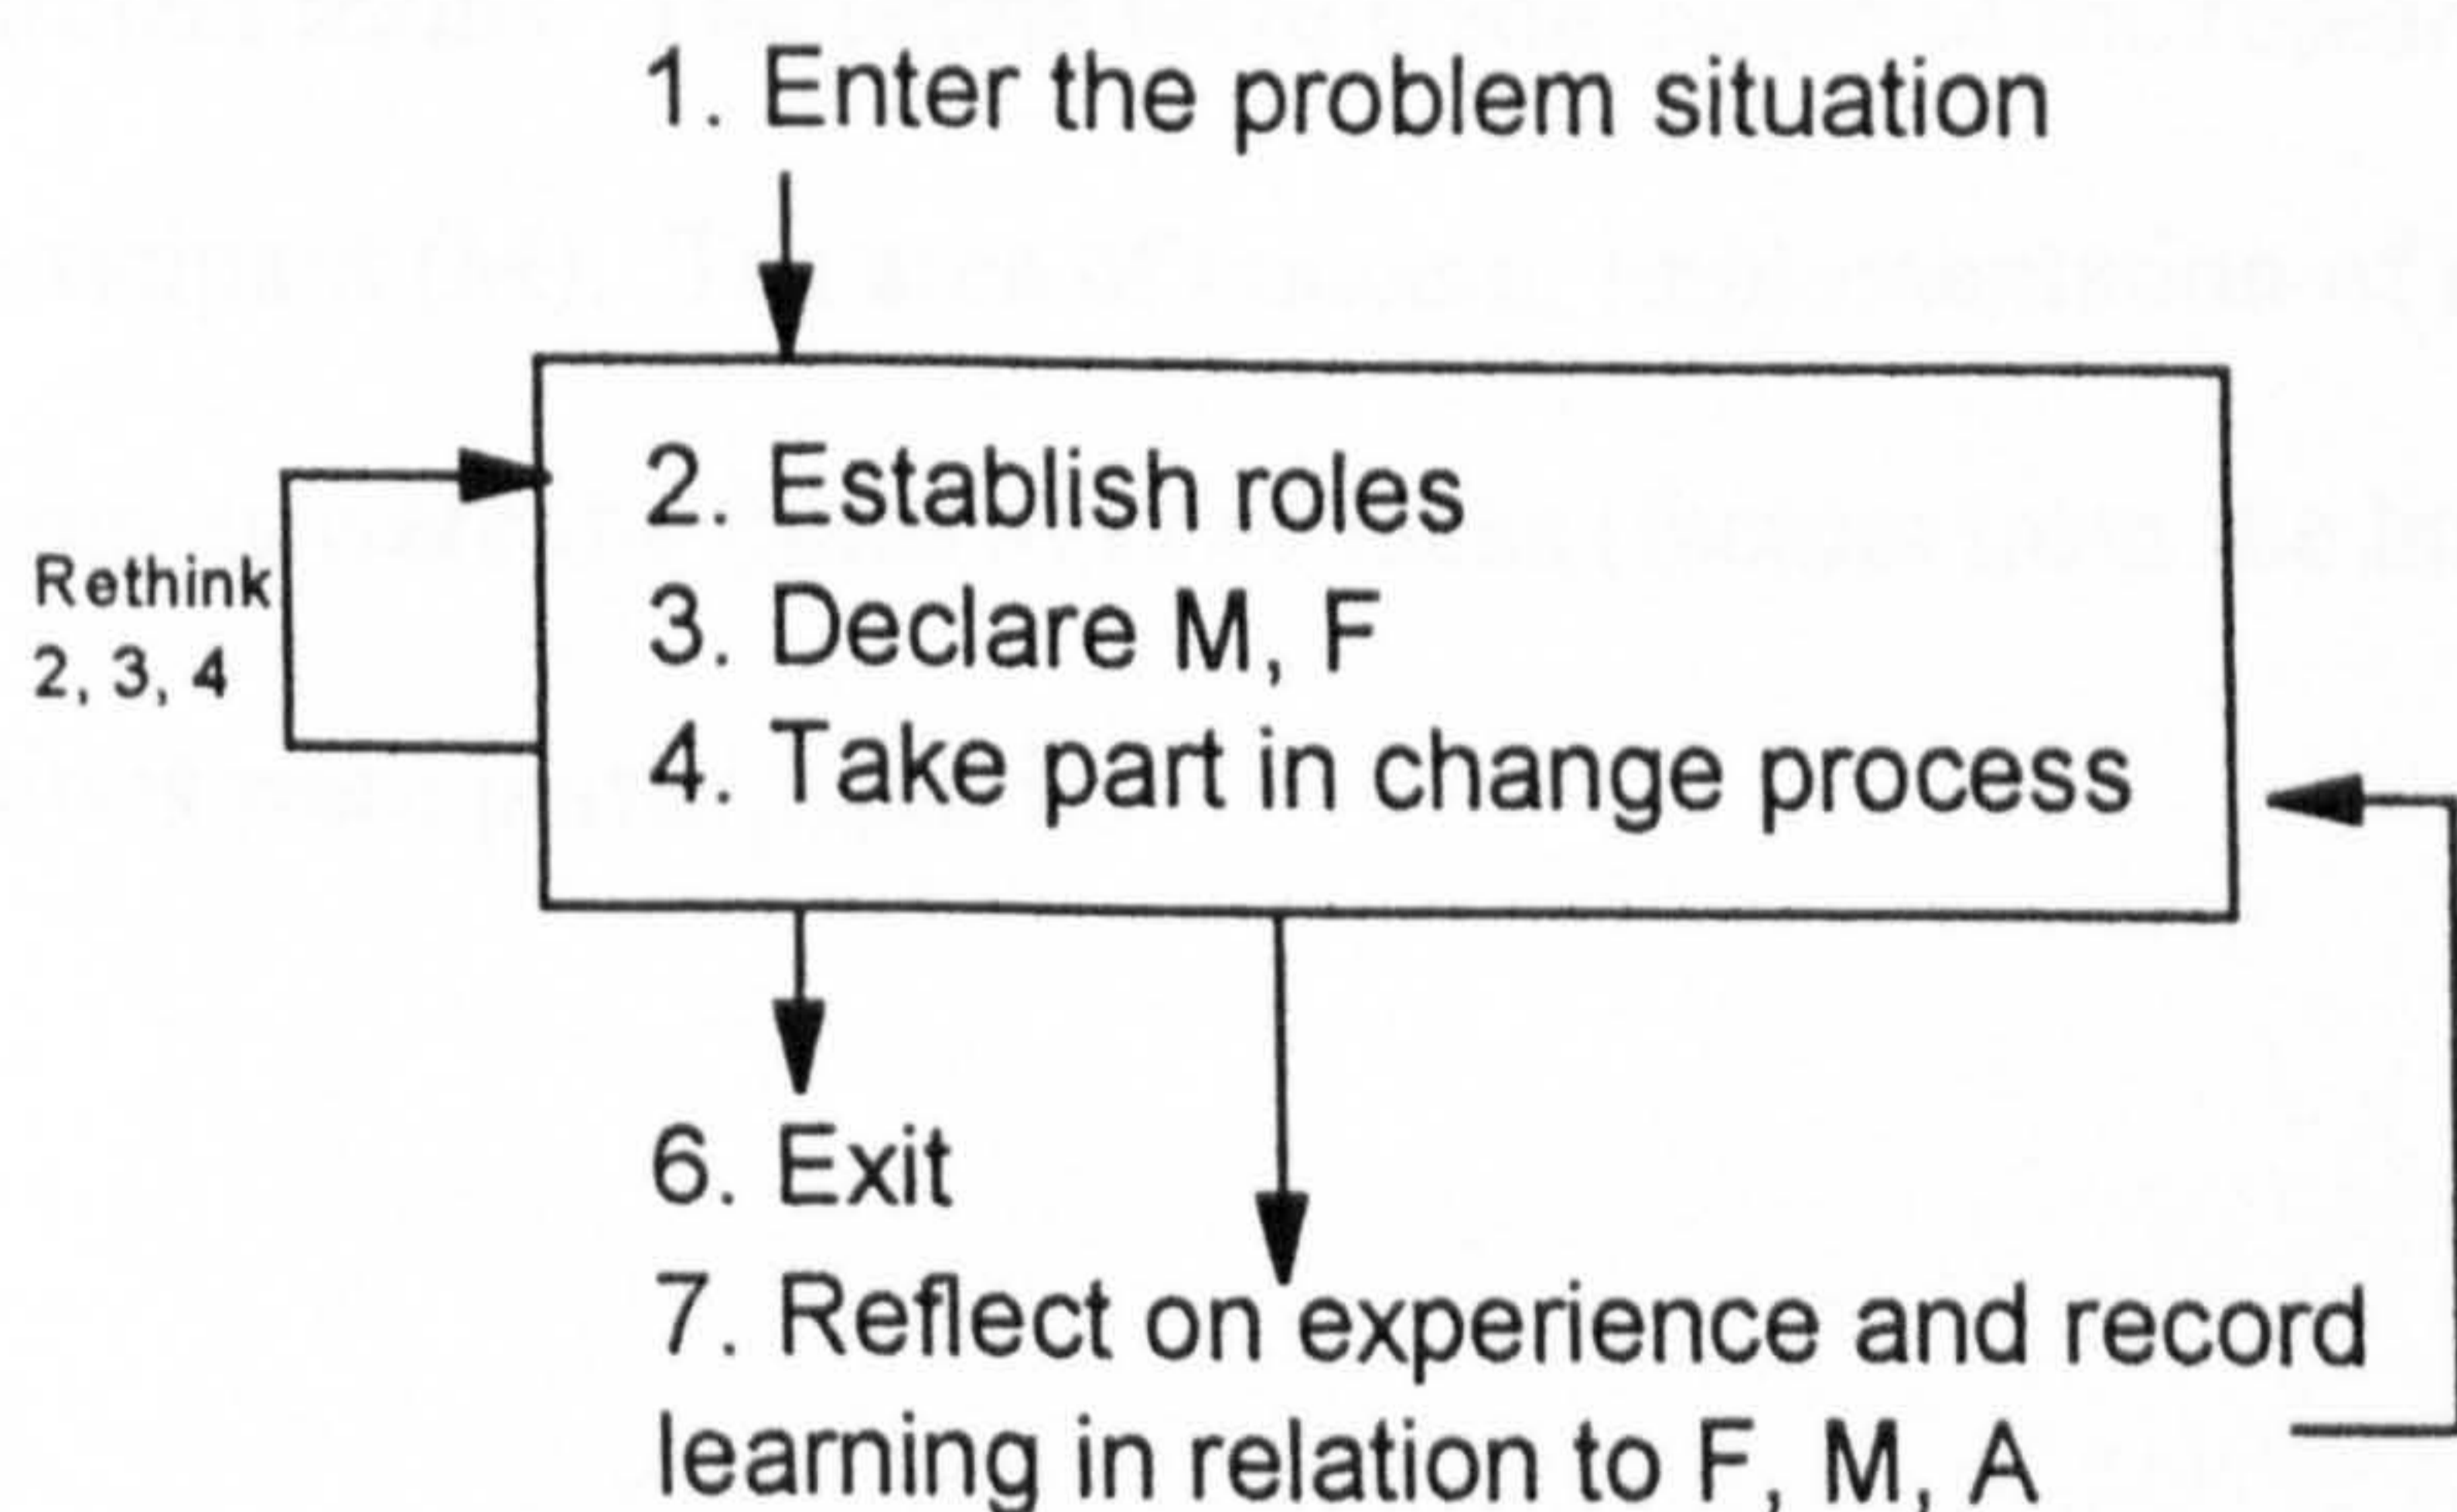 1. Enter the problem situation
2. Establish roles
Rethink
2, 3, 4
3. Declare M, F
4. Take part in change process
6. Exit
7. Reflect on experience and record
learning in relation to F, M, A